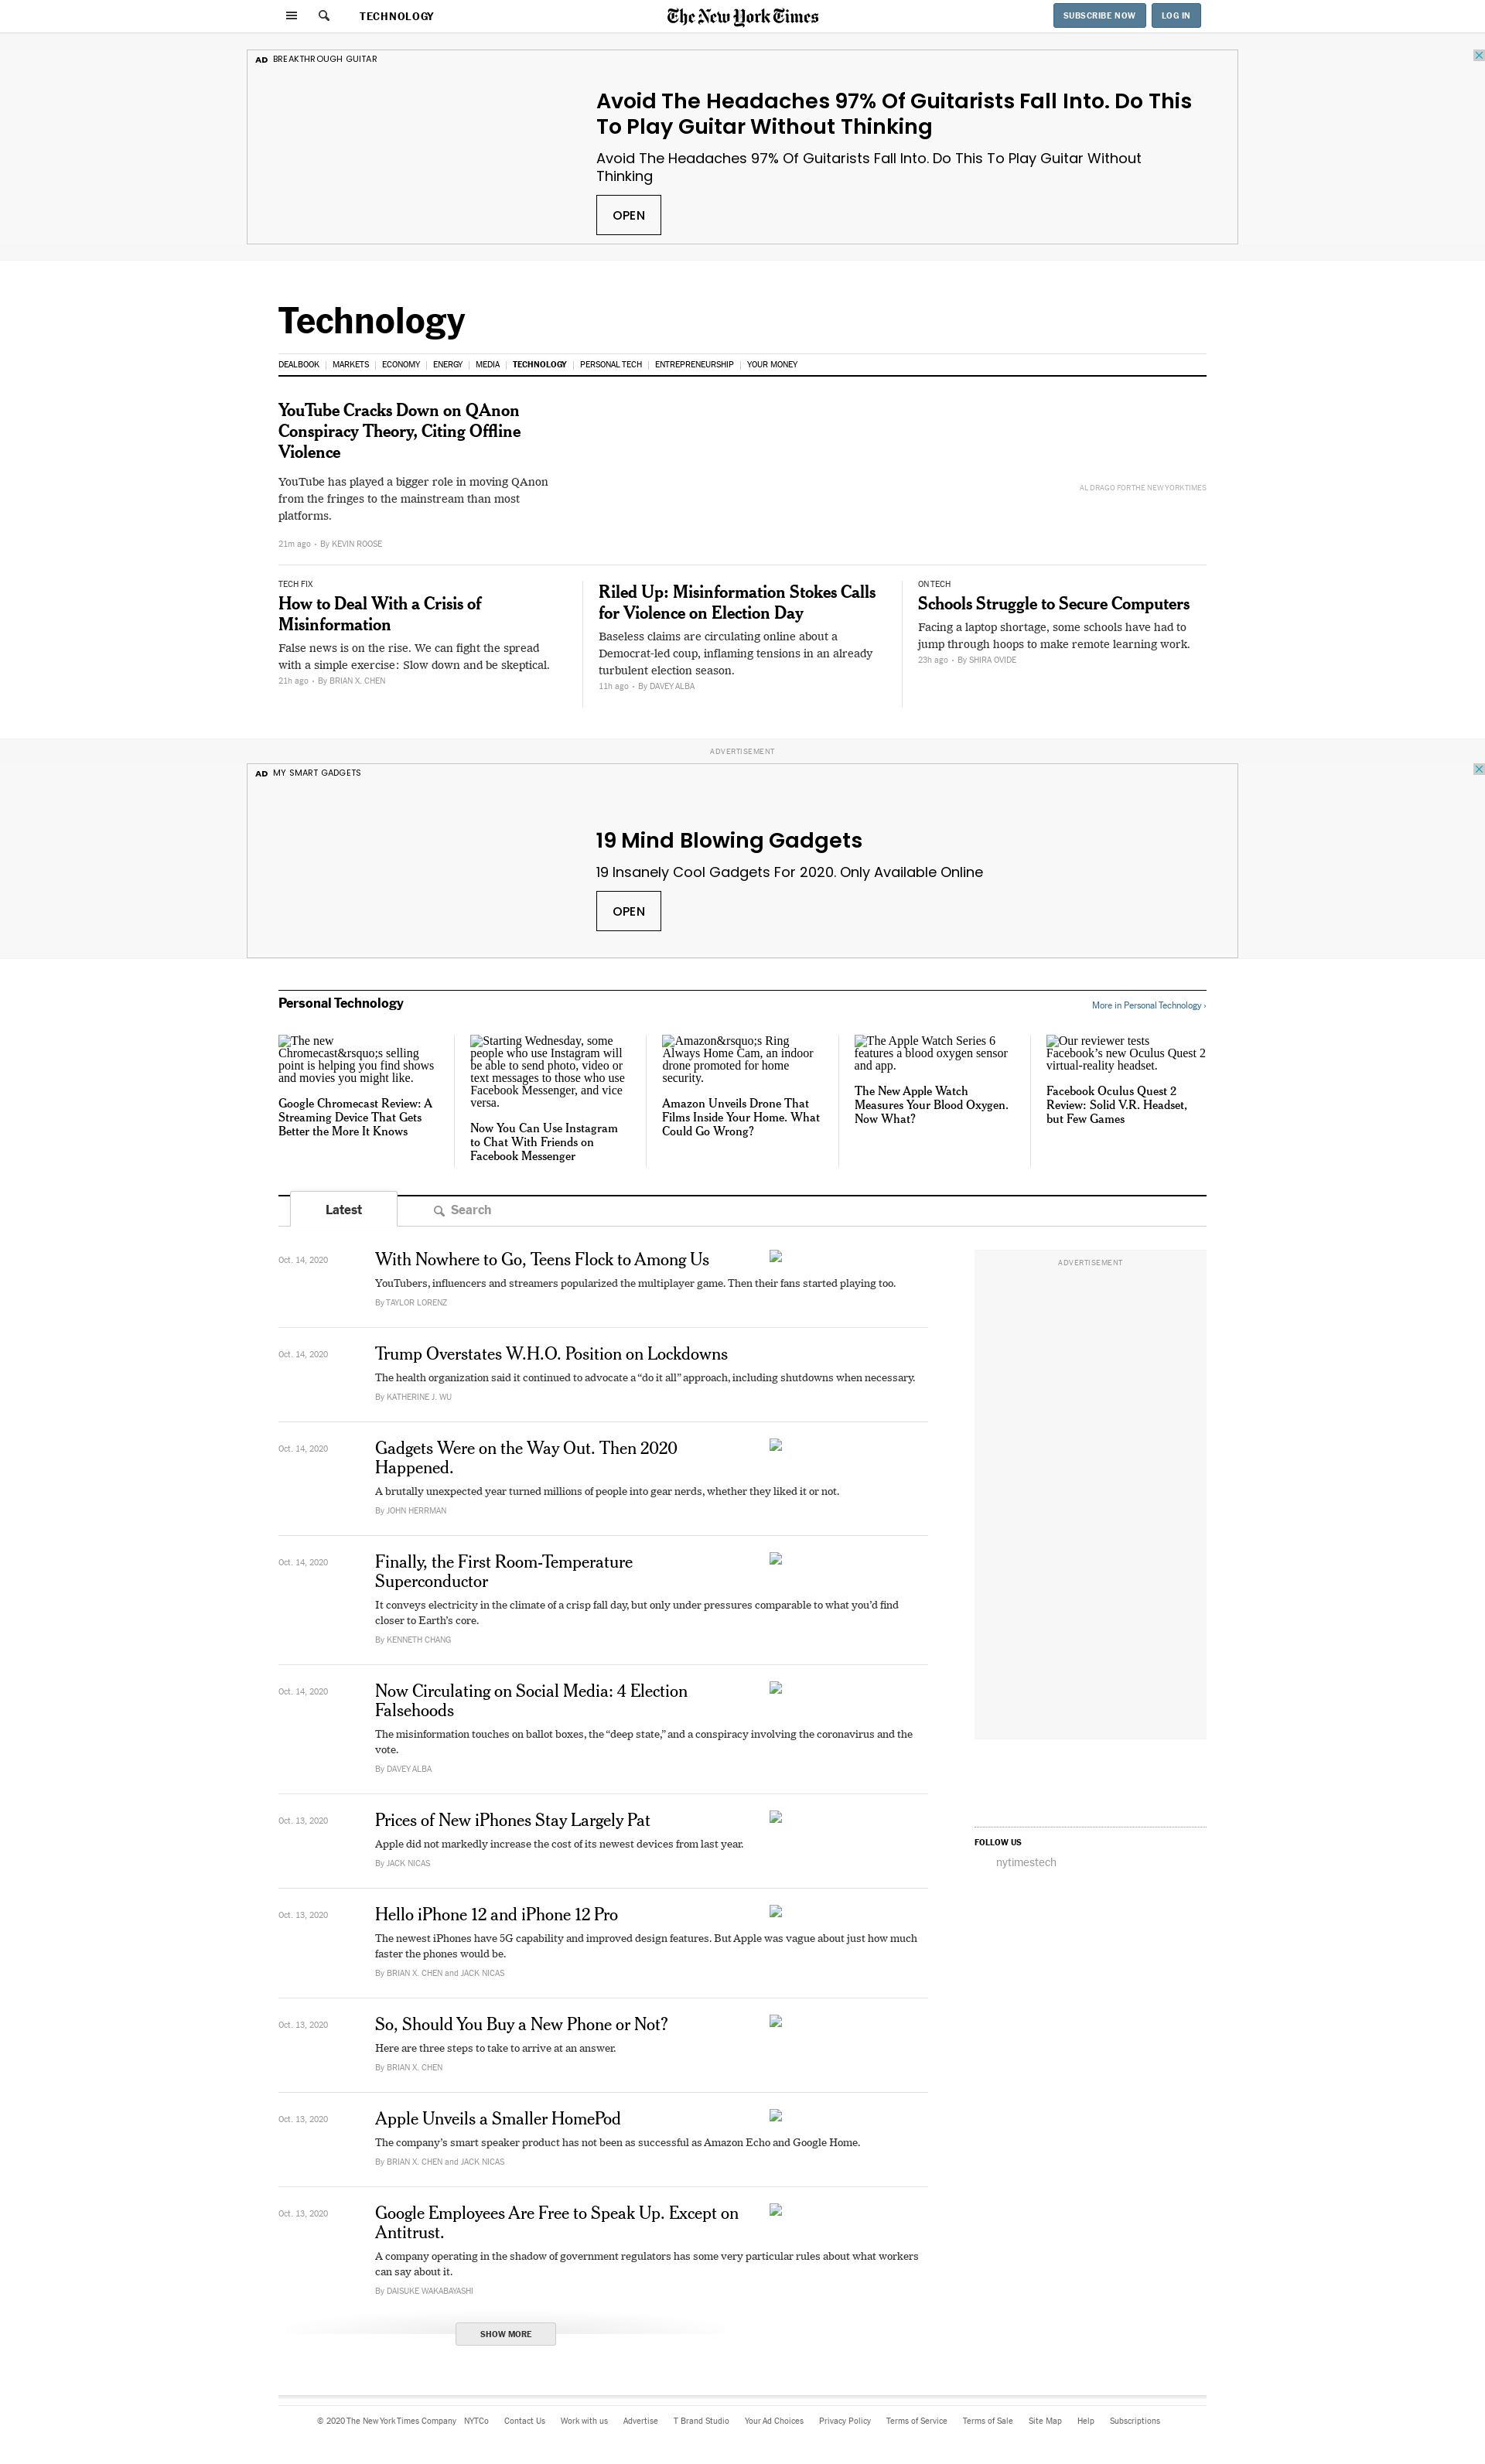 TECHNOLOGY
The New York Times
SUBSCRIBE NOW
LOG IN
AD BREAKTHROUGH GUITAR
Avoid The Headaches 97% Of Guitarists Fall Into. Do This
To Play Guitar Without Thinking
Avoid The Headaches 97% Of Guitarists Fall Into. Do This To Play Guitar Without
Thinking
OPEN
Technology
DEALBOOK | MARKETS | ECONOMY | ENERGY | MEDIA | TECHNOLOGY | PERSONAL TECH | ENTREPRENEURSHIP | YOUR MONEY
YouTube Cracks Down on QAnon
Conspiracy Theory, Citing Offline
Violence
YouTube has played a bigger role in moving QAnon
from the fringes to the mainstream than most
platforms.
21m ago • By KEVIN ROOSE
AL DRAGO FOR THE NEW YORK TIMES
TECH FIX
How to Deal With a Crisis of
Misinformation
False news is on the rise. We can fight the spread
with a simple exercise: Slow down and be skeptical.
21h ago • By BRIAN X. CHEN
Riled Up: Misinformation Stokes Calls
for Violence on Election Day
Baseless claims are circulating online about a
Democrat-led coup, inflaming tensions in an already
turbulent election season.
11h ago • By DAVEY ALBA
ON TECH
Schools Struggle to Secure Computers
Facing a laptop shortage, some schools have had to
jump through hoops to make remote learning work.
23h ago • By SHIRA OVIDE
ADVERTISEMENT
AD MY SMART GADGETS
19 Mind Blowing Gadgets
19 Insanely Cool Gadgets For 2020. Only Available Online
OPEN
Personal Technology
More in Personal Technology ›
The new
Chromecast&rsquo;s selling
point is helping you find shows
and movies you might like.
Google Chromecast Review: A
Streaming Device That Gets
Better the More It Knows
Starting Wednesday, some
people who use Instagram will
be able to send photo, video or
text messages to those who use
Facebook Messenger, and vice
versa.
Now You Can Use Instagram
to Chat With Friends on
Facebook Messenger
Amazon&rsquo;s Ring
Always Home Cam, an indoor
drone promoted for home
security.
Amazon Unveils Drone That
Films Inside Your Home. What
Could Go Wrong?
The Apple Watch Series 6
features a blood oxygen sensor
and app.
The New Apple Watch
Measures Your Blood Oxygen.
Now What?
Our reviewer tests
Facebook’s new Oculus Quest 2
virtual-reality headset.
Facebook Oculus Quest 2
Review: Solid V.R. Headset,
but Few Games
Latest
Search
Oct. 14, 2020
With Nowhere to Go, Teens Flock to Among Us
YouTubers, influencers and streamers popularized the multiplayer game. Then their fans started playing too.
By TAYLOR LORENZ
ADVERTISEMENT
Oct. 14, 2020
Trump Overstates W.H.O. Position on Lockdowns
The health organization said it continued to advocate a “do it all” approach, including shutdowns when necessary.
By KATHERINE J. WU
Oct. 14, 2020
Gadgets Were on the Way Out. Then 2020
Happened.
A brutally unexpected year turned millions of people into gear nerds, whether they liked it or not.
By JOHN HERRMAN
Oct. 14, 2020
Finally, the First Room-Temperature
Superconductor
It conveys electricity in the climate of a crisp fall day, but only under pressures comparable to what you’d find
closer to Earth’s core.
By KENNETH CHANG
Oct. 14, 2020
Now Circulating on Social Media: 4 Election
Falsehoods
The misinformation touches on ballot boxes, the “deep state,” and a conspiracy involving the coronavirus and the
vote.
By DAVEY ALBA
Oct. 13, 2020
Prices of New iPhones Stay Largely Pat
Apple did not markedly increase the cost of its newest devices from last year.
By JACK NICAS
FOLLOW US
nytimestech
Oct. 13, 2020
Hello iPhone 12 and iPhone 12 Pro
The newest iPhones have 5G capability and improved design features. But Apple was vague about just how much
faster the phones would be.
By BRIAN X. CHEN and JACK NICAS
Oct. 13, 2020
So, Should You Buy a New Phone or Not?
Here are three steps to take to arrive at an answer.
By BRIAN X. CHEN
Oct. 13, 2020
Apple Unveils a Smaller HomePod
The company’s smart speaker product has not been as successful as Amazon Echo and Google Home.
By BRIAN X. CHEN and JACK NICAS
Oct. 13, 2020
Google Employees Are Free to Speak Up. Except on
Antitrust.
A company operating in the shadow of government regulators has some very particular rules about what workers
can say about it.
By DAISUKE WAKABAYASHI
SHOW MORE
© 2020 The New York Times Company NYTCo Contact Us Work with us Advertise T Brand Studio Your Ad Choices Privacy Policy Terms of Service Terms of Sale Site Map Help Subscriptions